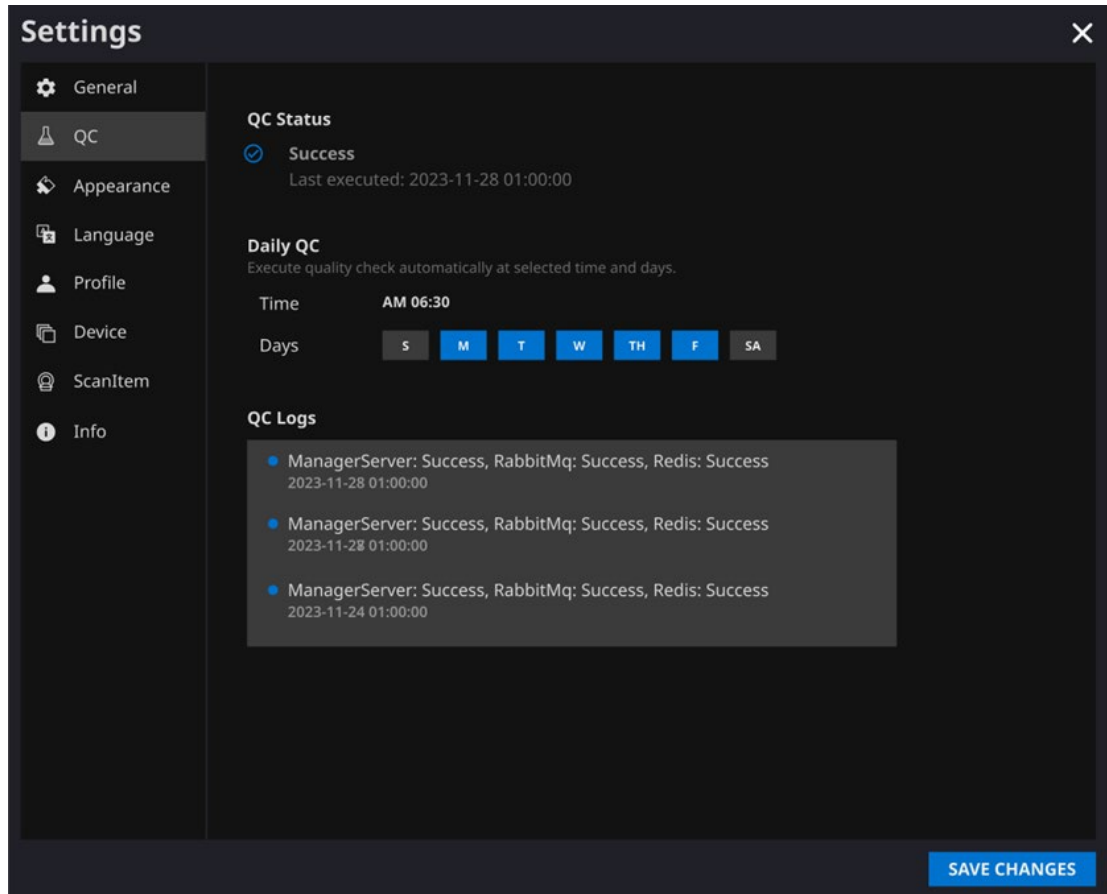 Settings
General
QC
Appearance
Language
Profile
Device
ScanItem
Info
QC Status
Success
Last executed: 2023-11-28 01:00:00
Daily QC
Execute quality check automatically at selected time and days.
Time AM 06:30
Days S M T W TH F SA
QC Logs
ManagerServer: Success, RabbitMq: Success, Redis: Success
2023-11-28 01:00:00
ManagerServer: Success, RabbitMq: Success, Redis: Success
01:00:00
ManagerServer: Success, RabbitMq: Success, Redis: Success
2023-11-24 01:00:00
SAVE CHANGES